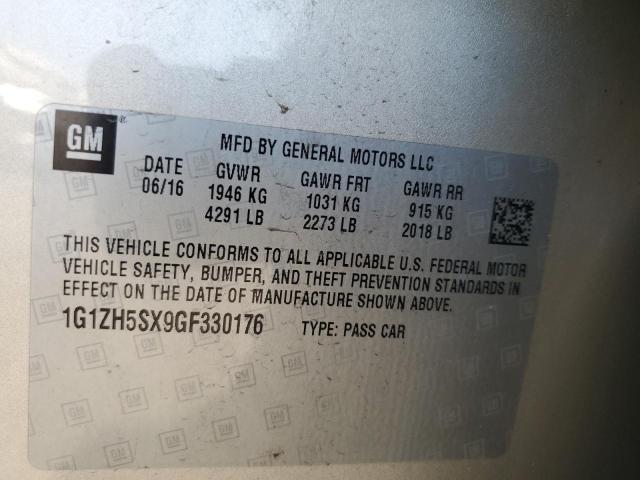 GM
MFD BY GENERAL MOTORS LLC
DATE GVWR GAWR FRT GAWR RR
06/16 1946 KG 1031 KG 915 KG
4291 LB 2273 LB 2018 LB
THIS VEHICLE CONFORMS TO ALL APPLICABLE U.S. FEDERAL MOTOR
VEHICLE SAFETY, BUMPER, AND THEFT PREVENTION STANDARDS IN
EFFECT ON THE DATE OF MANUFACTURE SHOWN ABOVE.
1G1ZH5SX9GF330176 TYPE: PASS CAR